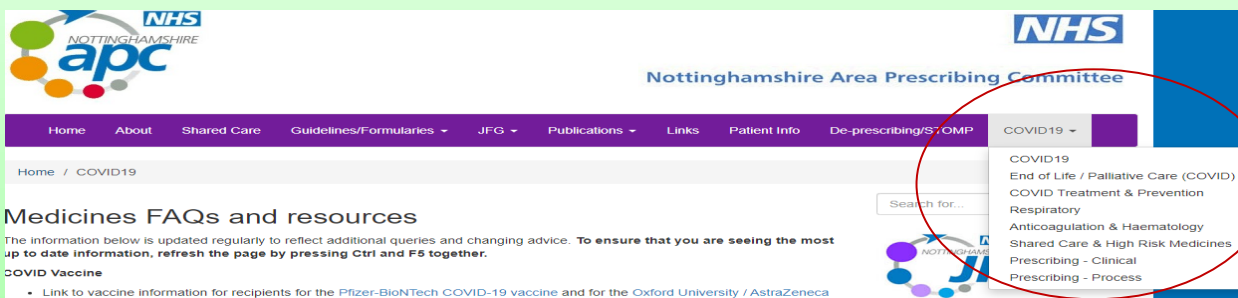 NHS
NOTTINGHAMSHIRE
apc
NHS
Nottinghamshire Area Prescribing Committee
Home About Shared Care Guidelines/Formularies JFG Publications Links Patient Info De-prescribing/STOMP COVID19
Home / COVID19
COVID19
End of Life / Palliative Care (COVID)
COVID Treatment & Prevention
Respiratory
Anticoagulation & Haematology
Shared Care & High Risk Medicines
Prescribing - Clinical
Prescribing - Process
Search for...
Medicines FAQs and resources
The information below is updated regularly to reflect additional queries and changing advice. To ensure that you are seeing the most
up to date information, refresh the page by pressing Ctrl and F5 together.
COVID Vaccine
• Link to vaccine information for recipients for the Pfizer-BioNTech COVID-19 vaccine and for the Oxford University / AstraZeneca